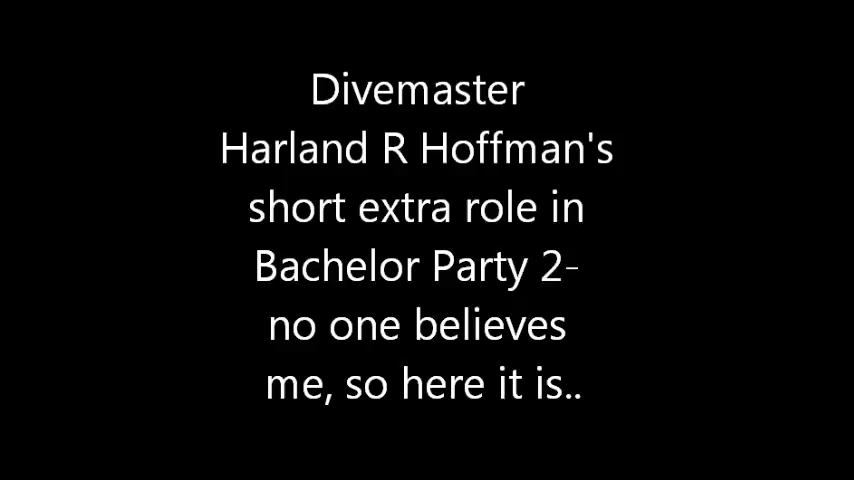 Divemaster
Harland R Hoffman's
short extra role in
Bachelor Party 2-
no one believes
me, so here it is..